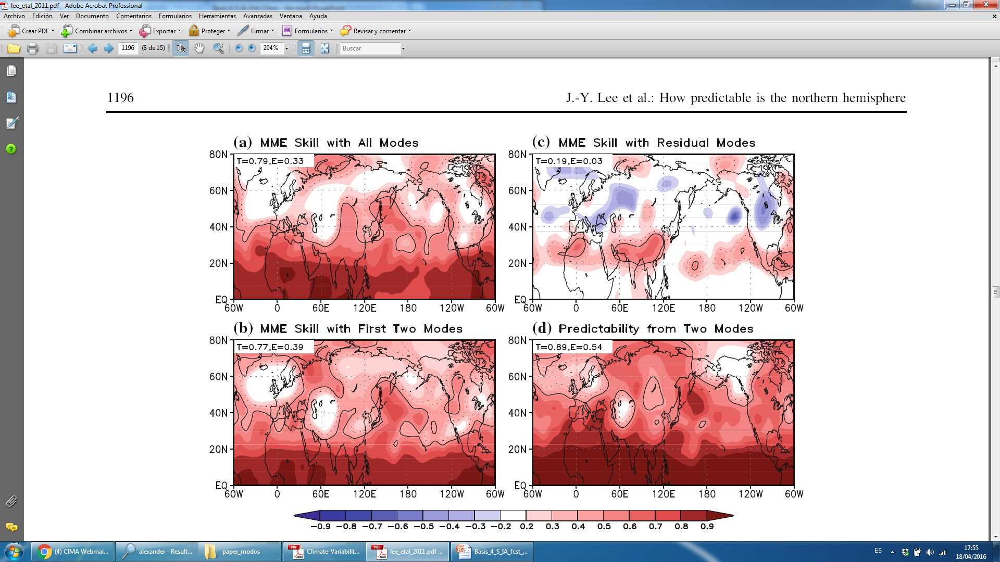 lee_etal_2011.pdf - Adobe Acrobat Professional
Archivo Edición Ver Documento Comentarios Formularios Herramientas Avanzadas Ventana Ayuda
Crear PDF Combinar archivos Exportar Proteger Firmar Formularios Revisar y comentar
1196 (8 de 15) 204% Buscar
1196 J.-Y. Lee et al.: How predictable is the northern hemisphere
(a) MME Skill with All Modes
T=0.79,E=0.33
80N
60N
40N
20N
EQ
60W 0 60E 120E 180 120W 60W
(c) MME Skill with Residual Modes
T=0.19,E=0.03
80N
60N
40N
20N
EQ
60W 0 60E 120E 180 120W 60W
(b) MME Skill with First Two Modes
T=0.77,E=0.39
80N
60N
40N
20N
EQ
60W 0 60E 120E 180 120W 60W
(d) Predictability from Two Modes
T=0.89,E=0.54
80N
60N
40N
20N
EQ
60W 0 60E 120E 180 120W 60W
−0.9 −0.8 −0.7 −0.6 −0.5 −0.4 −0.3 −0.2 0.2 0.3 0.4 0.5 0.6 0.7 0.8 0.9
(4) CIMA Webmai... alexander - Result... paper_modos Climate-Variabilit... lee_etal_2011.pdf ... Basis_4_S_IA_fcst_... ES 17:55
18/04/2016